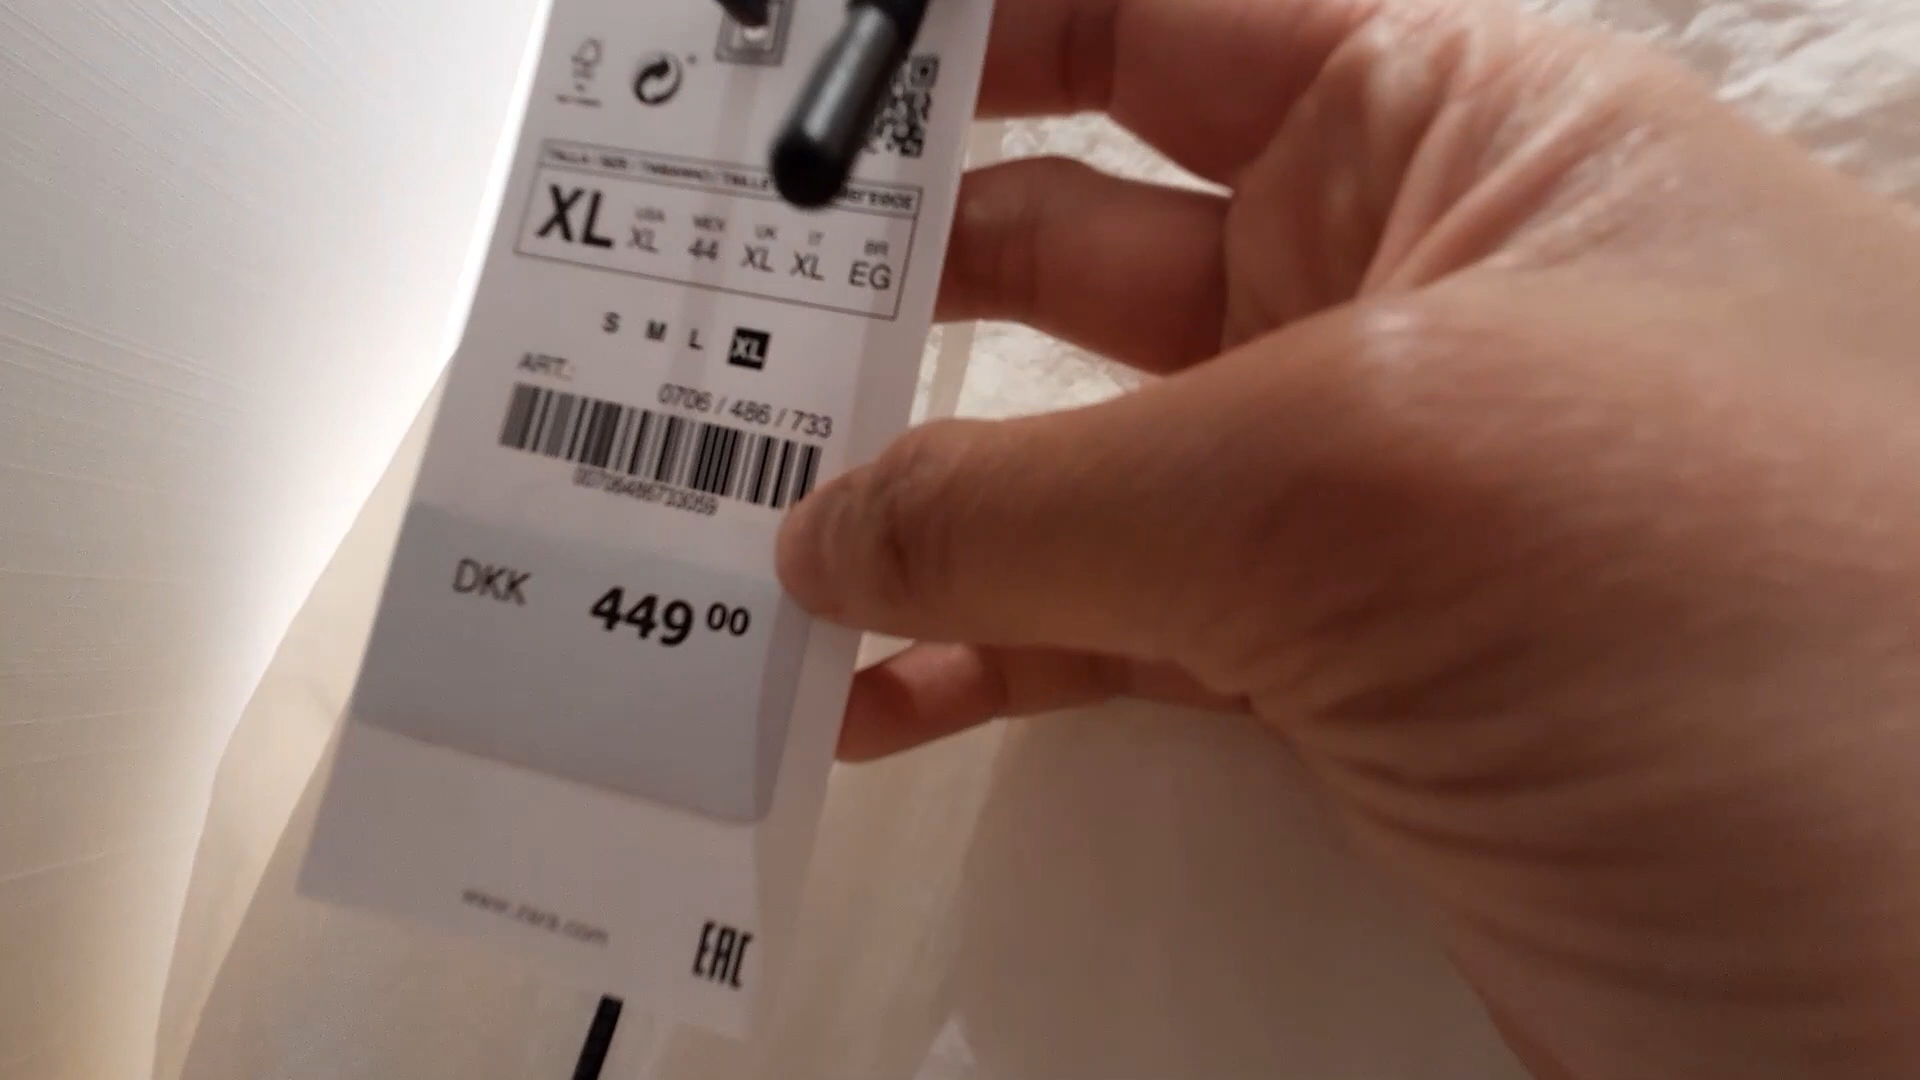 XL
USA XL
MEX 44
UK XL
IT XL
BR EG
S M L XL
ART.:
0706 / 486 / 733
00706486733059
DKK 449 00
www.zara.com
EAC